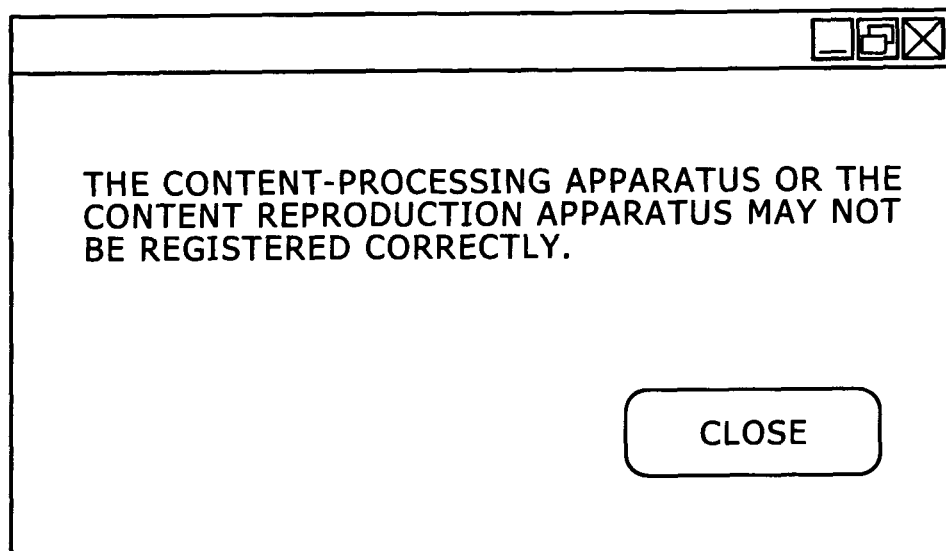 THE CONTENT-PROCESSING APPARATUS OR THE
CONTENT REPRODUCTION APPARATUS MAY NOT
BE REGISTERED CORRECTLY.
CLOSE